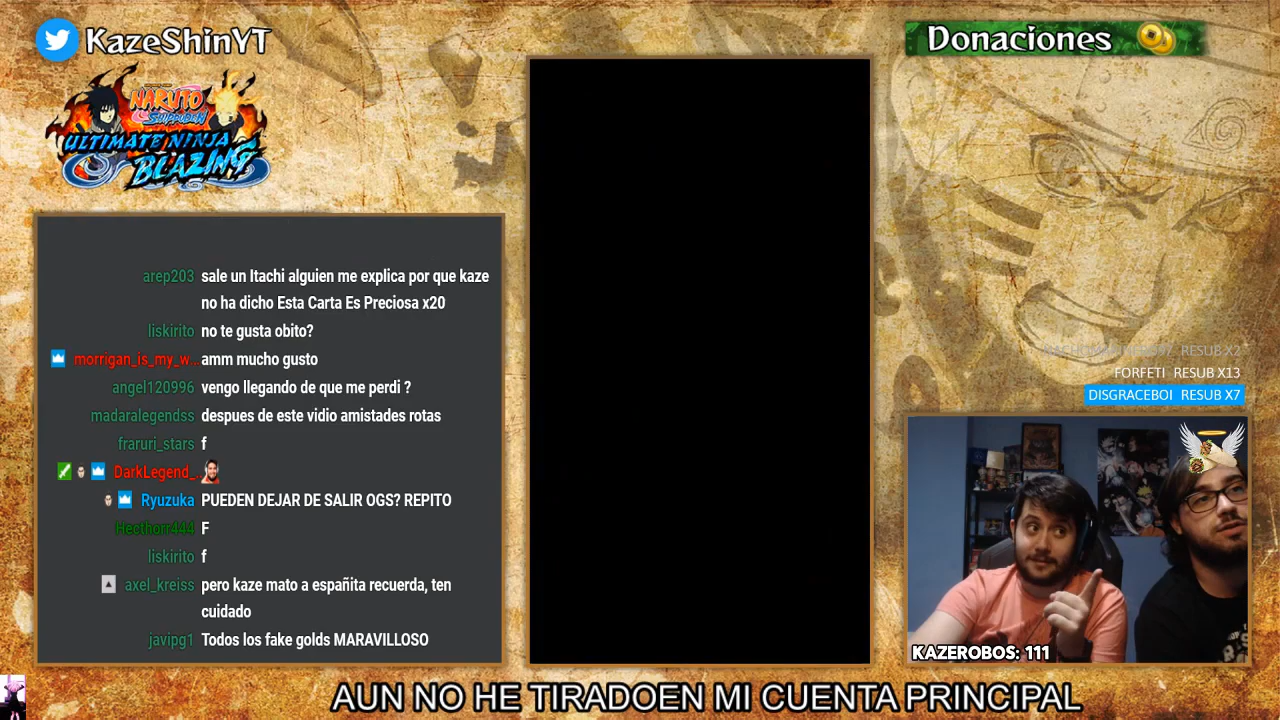 KazeShinYT
Donaciones
NARUTO
SHIPPUDEN
ULTIMATE NINJA
BLAZING
arep203 sale un Itachi alguien me explica por que kaze
no ha dicho Esta Carta Es Preciosa x20
liskirito no te gusta obito?
morrigan_is_my_w... amm mucho gusto
angel120996 vengo llegando de que me perdi ?
madaralegendss despues de este vidio amistades rotas
fraruri_stars f
DarkLegend_...
Ryuzuka PUEDEN DEJAR DE SALIR OGS? REPITO
Hecthorr444 F
liskirito f
axel_kreiss pero kaze mato a españita recuerda, ten
cuidado
javipg1 Todos los fake golds MARAVILLOSO
RESUB X2
FORFETI RESUB X13
DISGRACEBOI RESUB X7
KAZEROBOS: 111
AUN NO HE TIRADOEN MI CUENTA PRINCIPAL